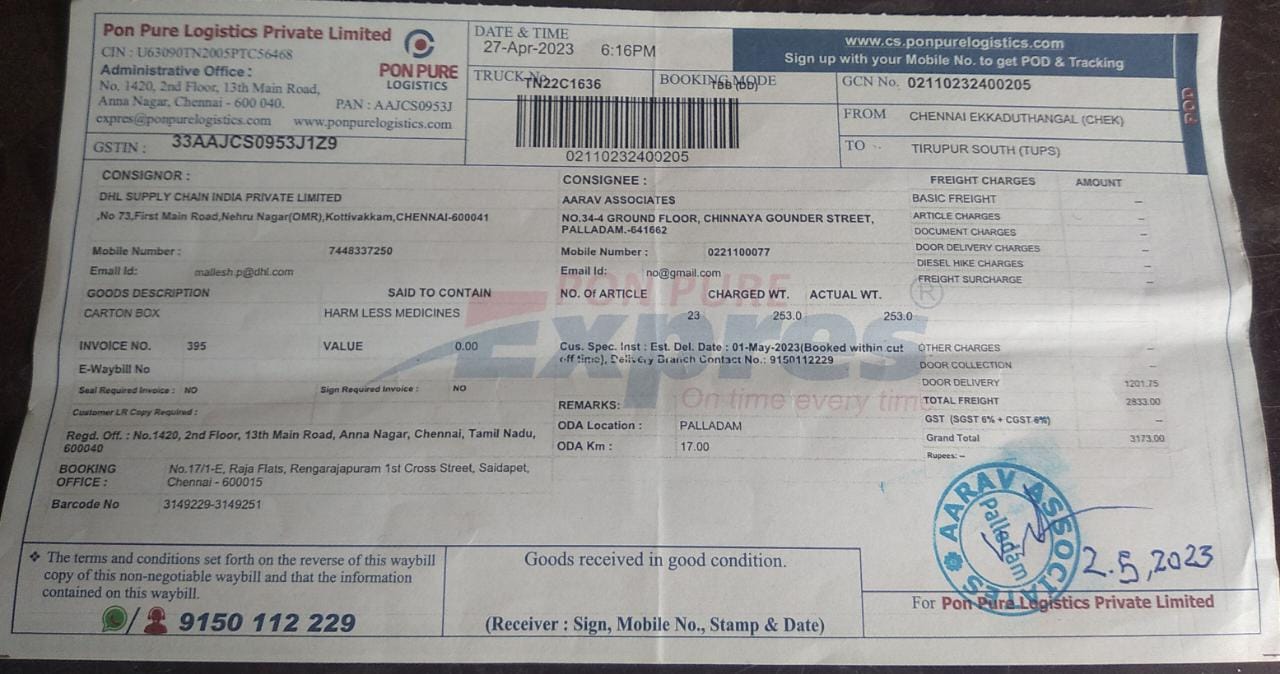 Pon Pure Logistics Private Limited
CIN : U63090TN2005PTC56468
Administrative Office :
No. 1420, 2nd Floor, 13th Main Road,
Anna Nagar, Chennai - 600 040.
PAN : AAJCS0953J
expres@ponpurelogistics.com www.ponpurelogistics.com
PON PURE
LOGISTICS
GSTIN : 33AAJCS0953J1Z9
DATE & TIME
27-Apr-2023 6:16PM
TRUCK No. TN22C1636
BOOKING MODE TBB (DD)
02110232400205
www.cs.ponpurelogistics.com
Sign up with your Mobile No. to get POD & Tracking
GCN No. 02110232400205
FROM CHENNAI EKKADUTHANGAL (CHEK)
TO TIRUPUR SOUTH (TUPS)
POD
CONSIGNOR :
DHL SUPPLY CHAIN INDIA PRIVATE LIMITED
,No 73,First Main Road,Nehru Nagar(OMR),Kottivakkam,CHENNAI-600041
Mobile Number : 7448337250
Email Id: mallesh.p@dhl.com
CONSIGNEE :
AARAV ASSOCIATES
NO.34-4 GROUND FLOOR, CHINNAYA GOUNDER STREET,
PALLADAM.-641662
Mobile Number : 0221100077
Email Id: no@gmail.com
FREIGHT CHARGES AMOUNT
BASIC FREIGHT –
ARTICLE CHARGES –
DOCUMENT CHARGES –
DOOR DELIVERY CHARGES –
DIESEL HIKE CHARGES –
FREIGHT SURCHARGE –
GOODS DESCRIPTION SAID TO CONTAIN NO. Of ARTICLE CHARGED WT. ACTUAL WT.
CARTON BOX HARM LESS MEDICINES 23 253.0 253.0
PON PURE
Expres ®
On time every time
INVOICE NO. 395 VALUE 0.00
E-Waybill No
Seal Required Invoice : NO Sign Required Invoice : NO
Customer LR Copy Required :
Cus. Spec. Inst : Est. Del. Date : 01-May-2023(Booked within cut
off time), Delivery Branch Contact No.: 9150112229
REMARKS:
ODA Location : PALLADAM
ODA Km : 17.00
OTHER CHARGES –
DOOR COLLECTION –
DOOR DELIVERY 1201.75
TOTAL FREIGHT 2833.00
GST (SGST 6% + CGST 6%) –
Grand Total 3173.00
Rupees: –
Regd. Off. : No.1420, 2nd Floor, 13th Main Road, Anna Nagar, Chennai, Tamil Nadu,
600040
BOOKING OFFICE : No.17/1-E, Raja Flats, Rengarajapuram 1st Cross Street, Saidapet,
Chennai - 600015
Barcode No 3149229-3149251
AARAV ASSOCIATES
Palladam
2.5,2023
❖ The terms and conditions set forth on the reverse of this waybill
copy of this non-negotiable waybill and that the information
contained on this waybill.
/ 9150 112 229
Goods received in good condition.
(Receiver : Sign, Mobile No., Stamp & Date)
For Pon Pure Logistics Private Limited